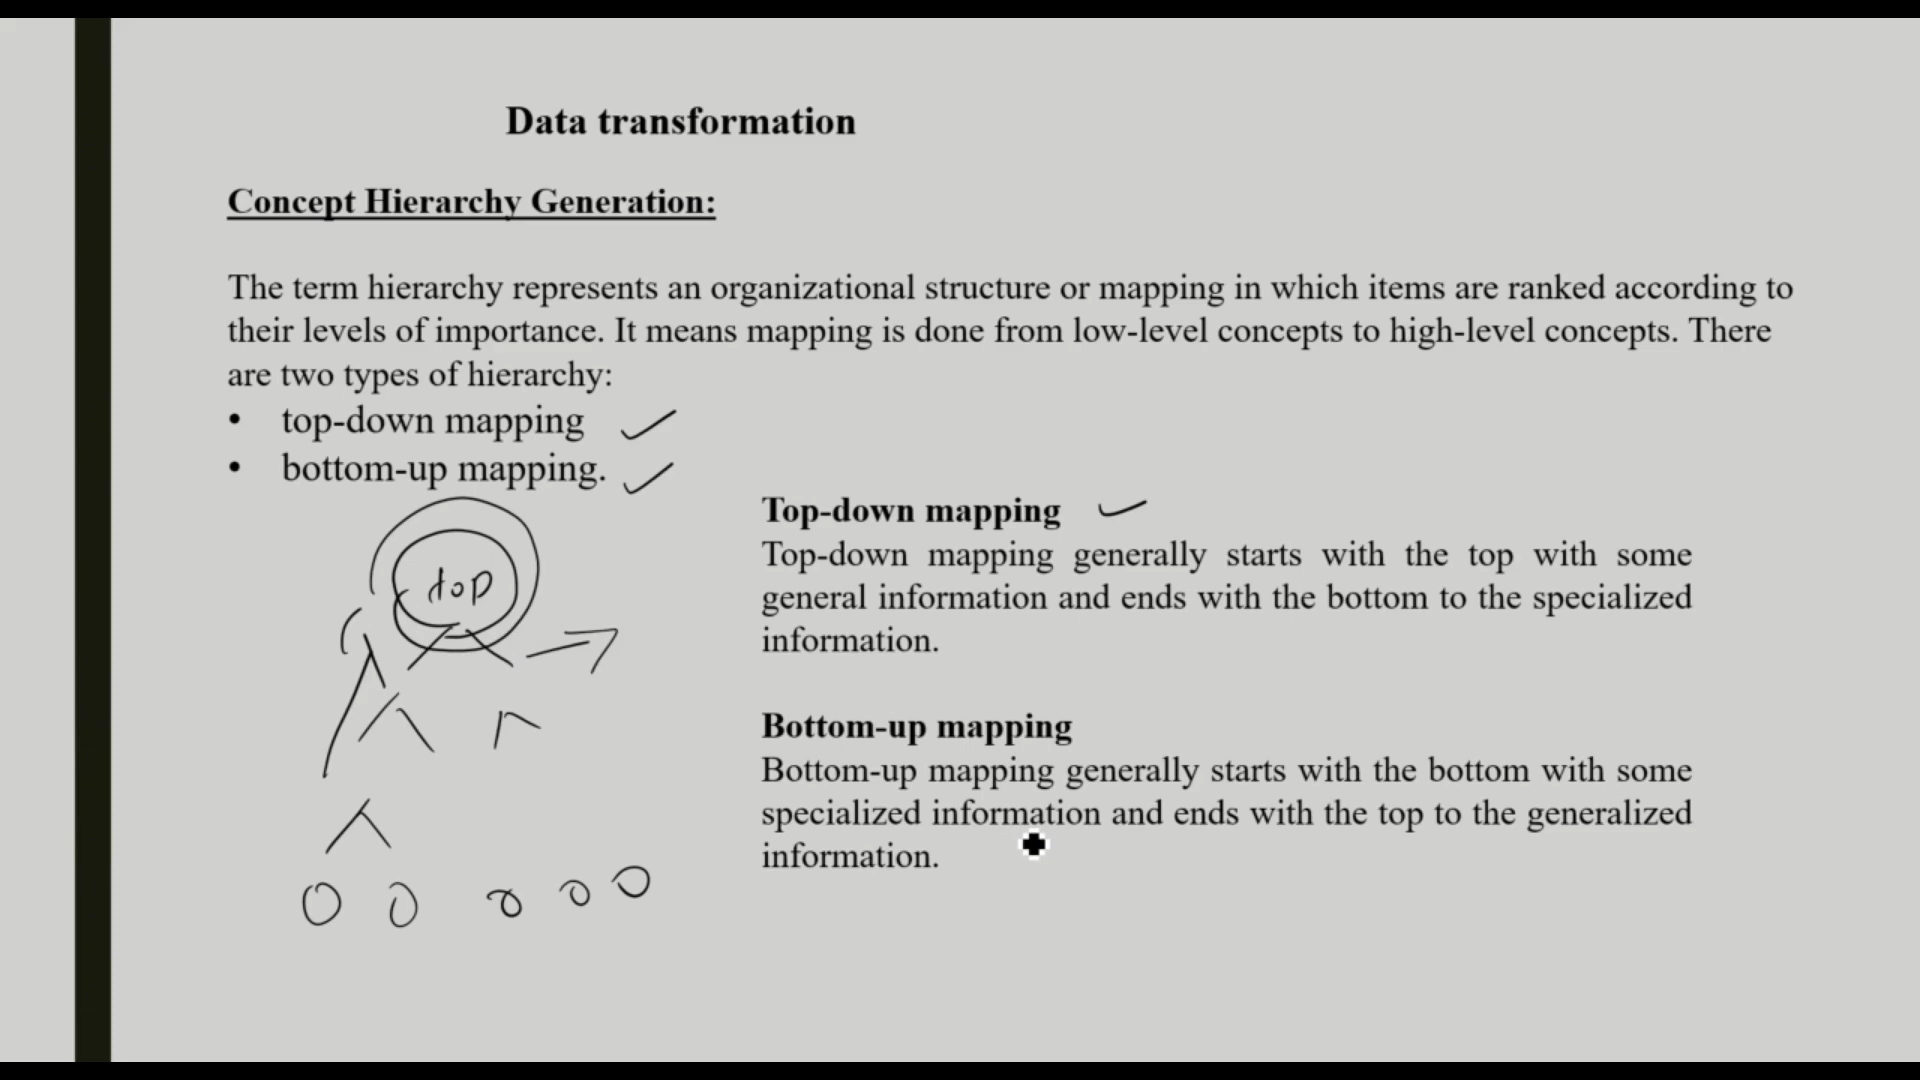 Data transformation
Concept Hierarchy Generation:
The term hierarchy represents an organizational structure or mapping in which items are ranked according to
their levels of importance. It means mapping is done from low-level concepts to high-level concepts. There
are two types of hierarchy:
• top-down mapping
• bottom-up mapping.
top
Top-down mapping
Top-down mapping generally starts with the top with some
general information and ends with the bottom to the specialized
information.
Bottom-up mapping
Bottom-up mapping generally starts with the bottom with some
specialized information and ends with the top to the generalized
information.